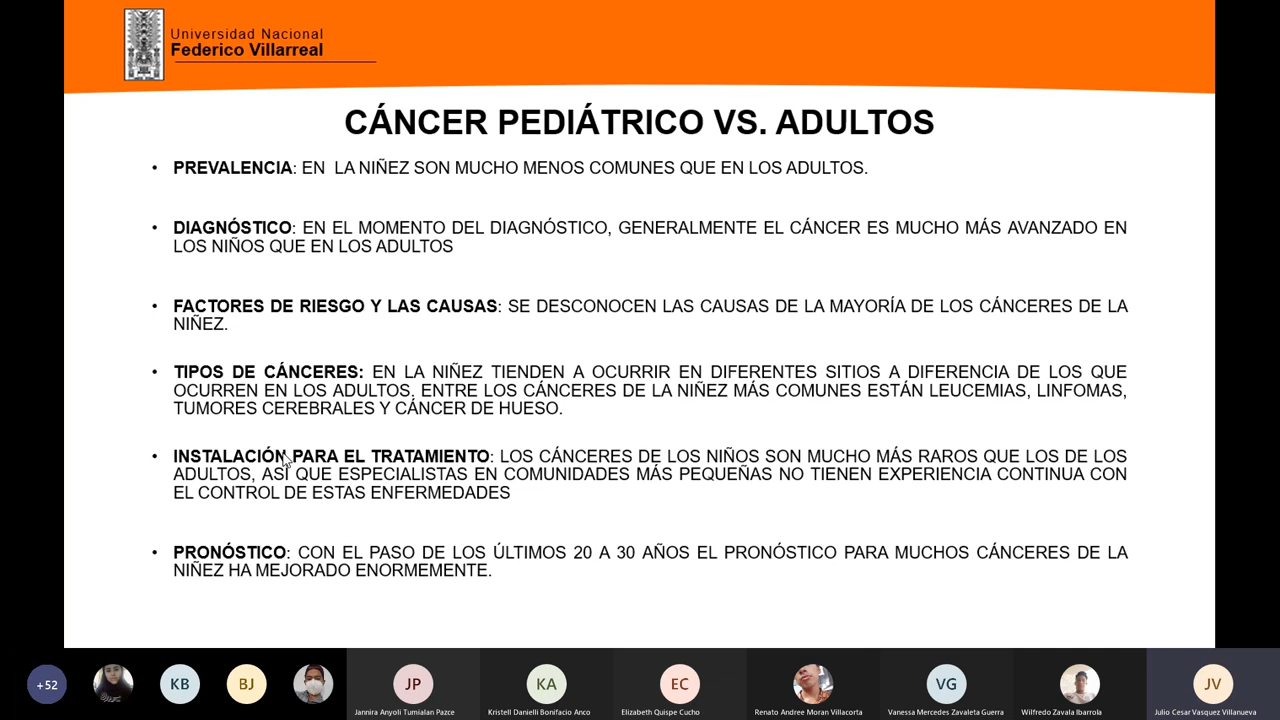 Universidad Nacional
Federico Villarreal
CÁNCER PEDIÁTRICO VS. ADULTOS
• PREVALENCIA: EN LA NIÑEZ SON MUCHO MENOS COMUNES QUE EN LOS ADULTOS.
• DIAGNÓSTICO: EN EL MOMENTO DEL DIAGNÓSTICO, GENERALMENTE EL CÁNCER ES MUCHO MÁS AVANZADO EN
LOS NIÑOS QUE EN LOS ADULTOS
• FACTORES DE RIESGO Y LAS CAUSAS: SE DESCONOCEN LAS CAUSAS DE LA MAYORÍA DE LOS CÁNCERES DE LA
NIÑEZ.
• TIPOS DE CÁNCERES: EN LA NIÑEZ TIENDEN A OCURRIR EN DIFERENTES SITIOS A DIFERENCIA DE LOS QUE
OCURREN EN LOS ADULTOS. ENTRE LOS CÁNCERES DE LA NIÑEZ MÁS COMUNES ESTÁN LEUCEMIAS, LINFOMAS,
TUMORES CEREBRALES Y CÁNCER DE HUESO.
• INSTALACIÓN PARA EL TRATAMIENTO: LOS CÁNCERES DE LOS NIÑOS SON MUCHO MÁS RAROS QUE LOS DE LOS
ADULTOS, ASÍ QUE ESPECIALISTAS EN COMUNIDADES MÁS PEQUEÑAS NO TIENEN EXPERIENCIA CONTINUA CON
EL CONTROL DE ESTAS ENFERMEDADES
• PRONÓSTICO: CON EL PASO DE LOS ÚLTIMOS 20 A 30 AÑOS EL PRONÓSTICO PARA MUCHOS CÁNCERES DE LA
NIÑEZ HA MEJORADO ENORMEMENTE.
+52 KB BJ JP KA EC VG JV
Jannira Anyoli Tumialan Pazce Kristell Danielli Bonifacio Anco Elizabeth Quispe Cucho Renato Andree Moran Villacorta Vanessa Mercedes Zavaleta Guerra Wilfredo Zavala Ibarrola Julio Cesar Vasquez Villanueva